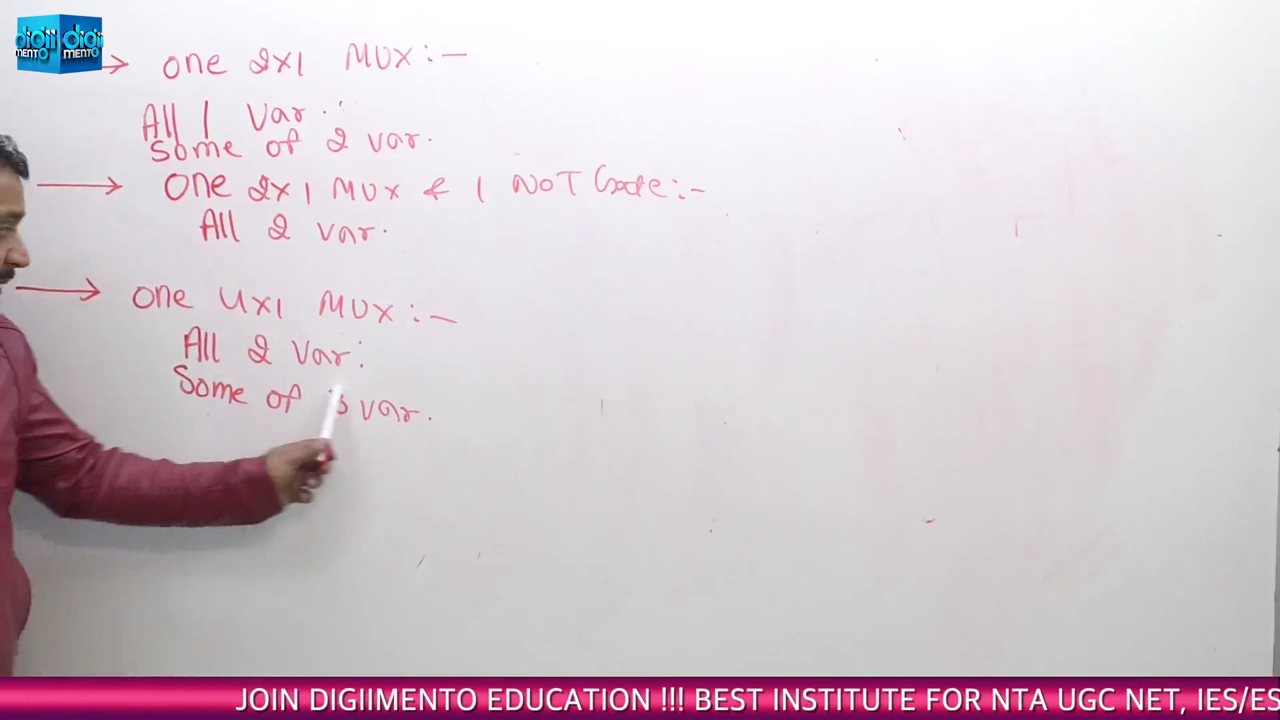 digii digii
MENTO MENTO
→ one 2x1 MUX :-
All 1 Var.
Some of 2 var.
→ One 2x1 MUX & 1 NOT Gate :-
All 2 var.
→ One 4x1 MUX :-
All 2 Var :
Some of 3 var.
JOIN DIGIIMENTO EDUCATION !!! BEST INSTITUTE FOR NTA UGC NET, IES/ES